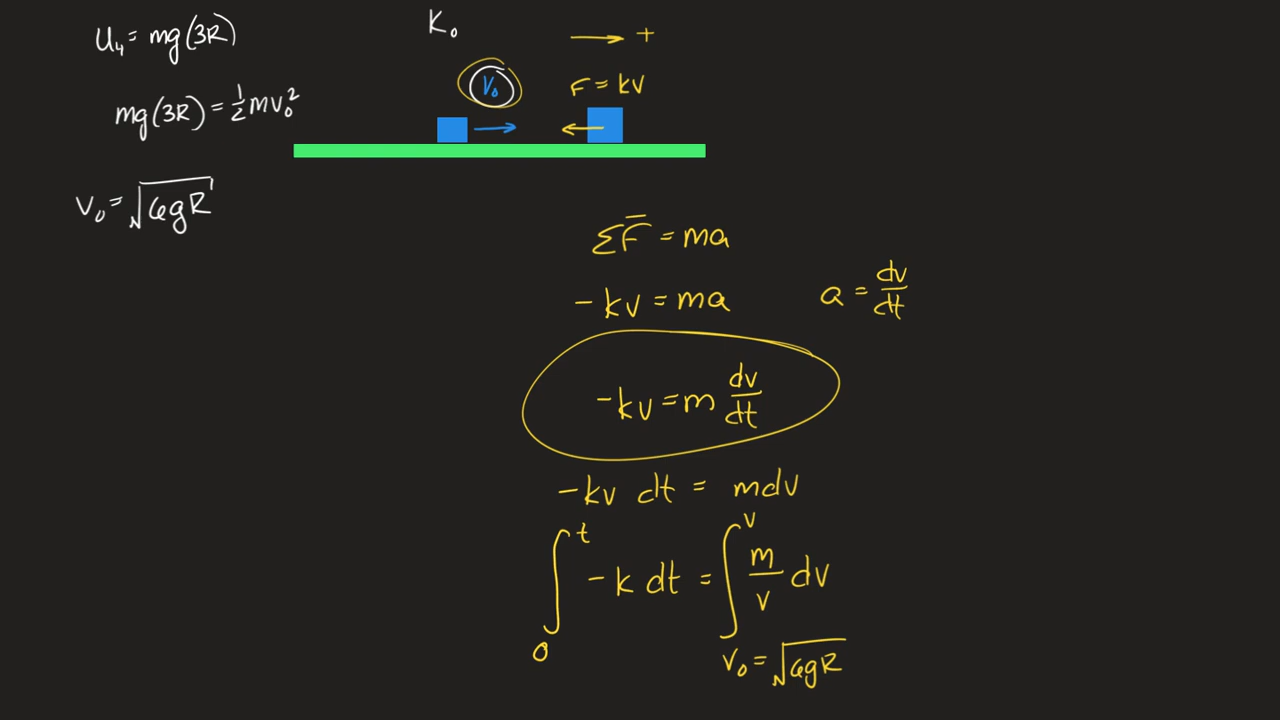 U₄ = mg(3R)
mg(3R) = ½mv₀²
v₀ = √6gR
K₀
→ +
V₀
F = kv
ΣF̅ = ma
-kv = ma
a = dv/dt
-kv = m dv/dt
-kv dt = mdv
∫₀ᵗ -k dt = ∫ᵛ m/v dv
v₀ = √6gR